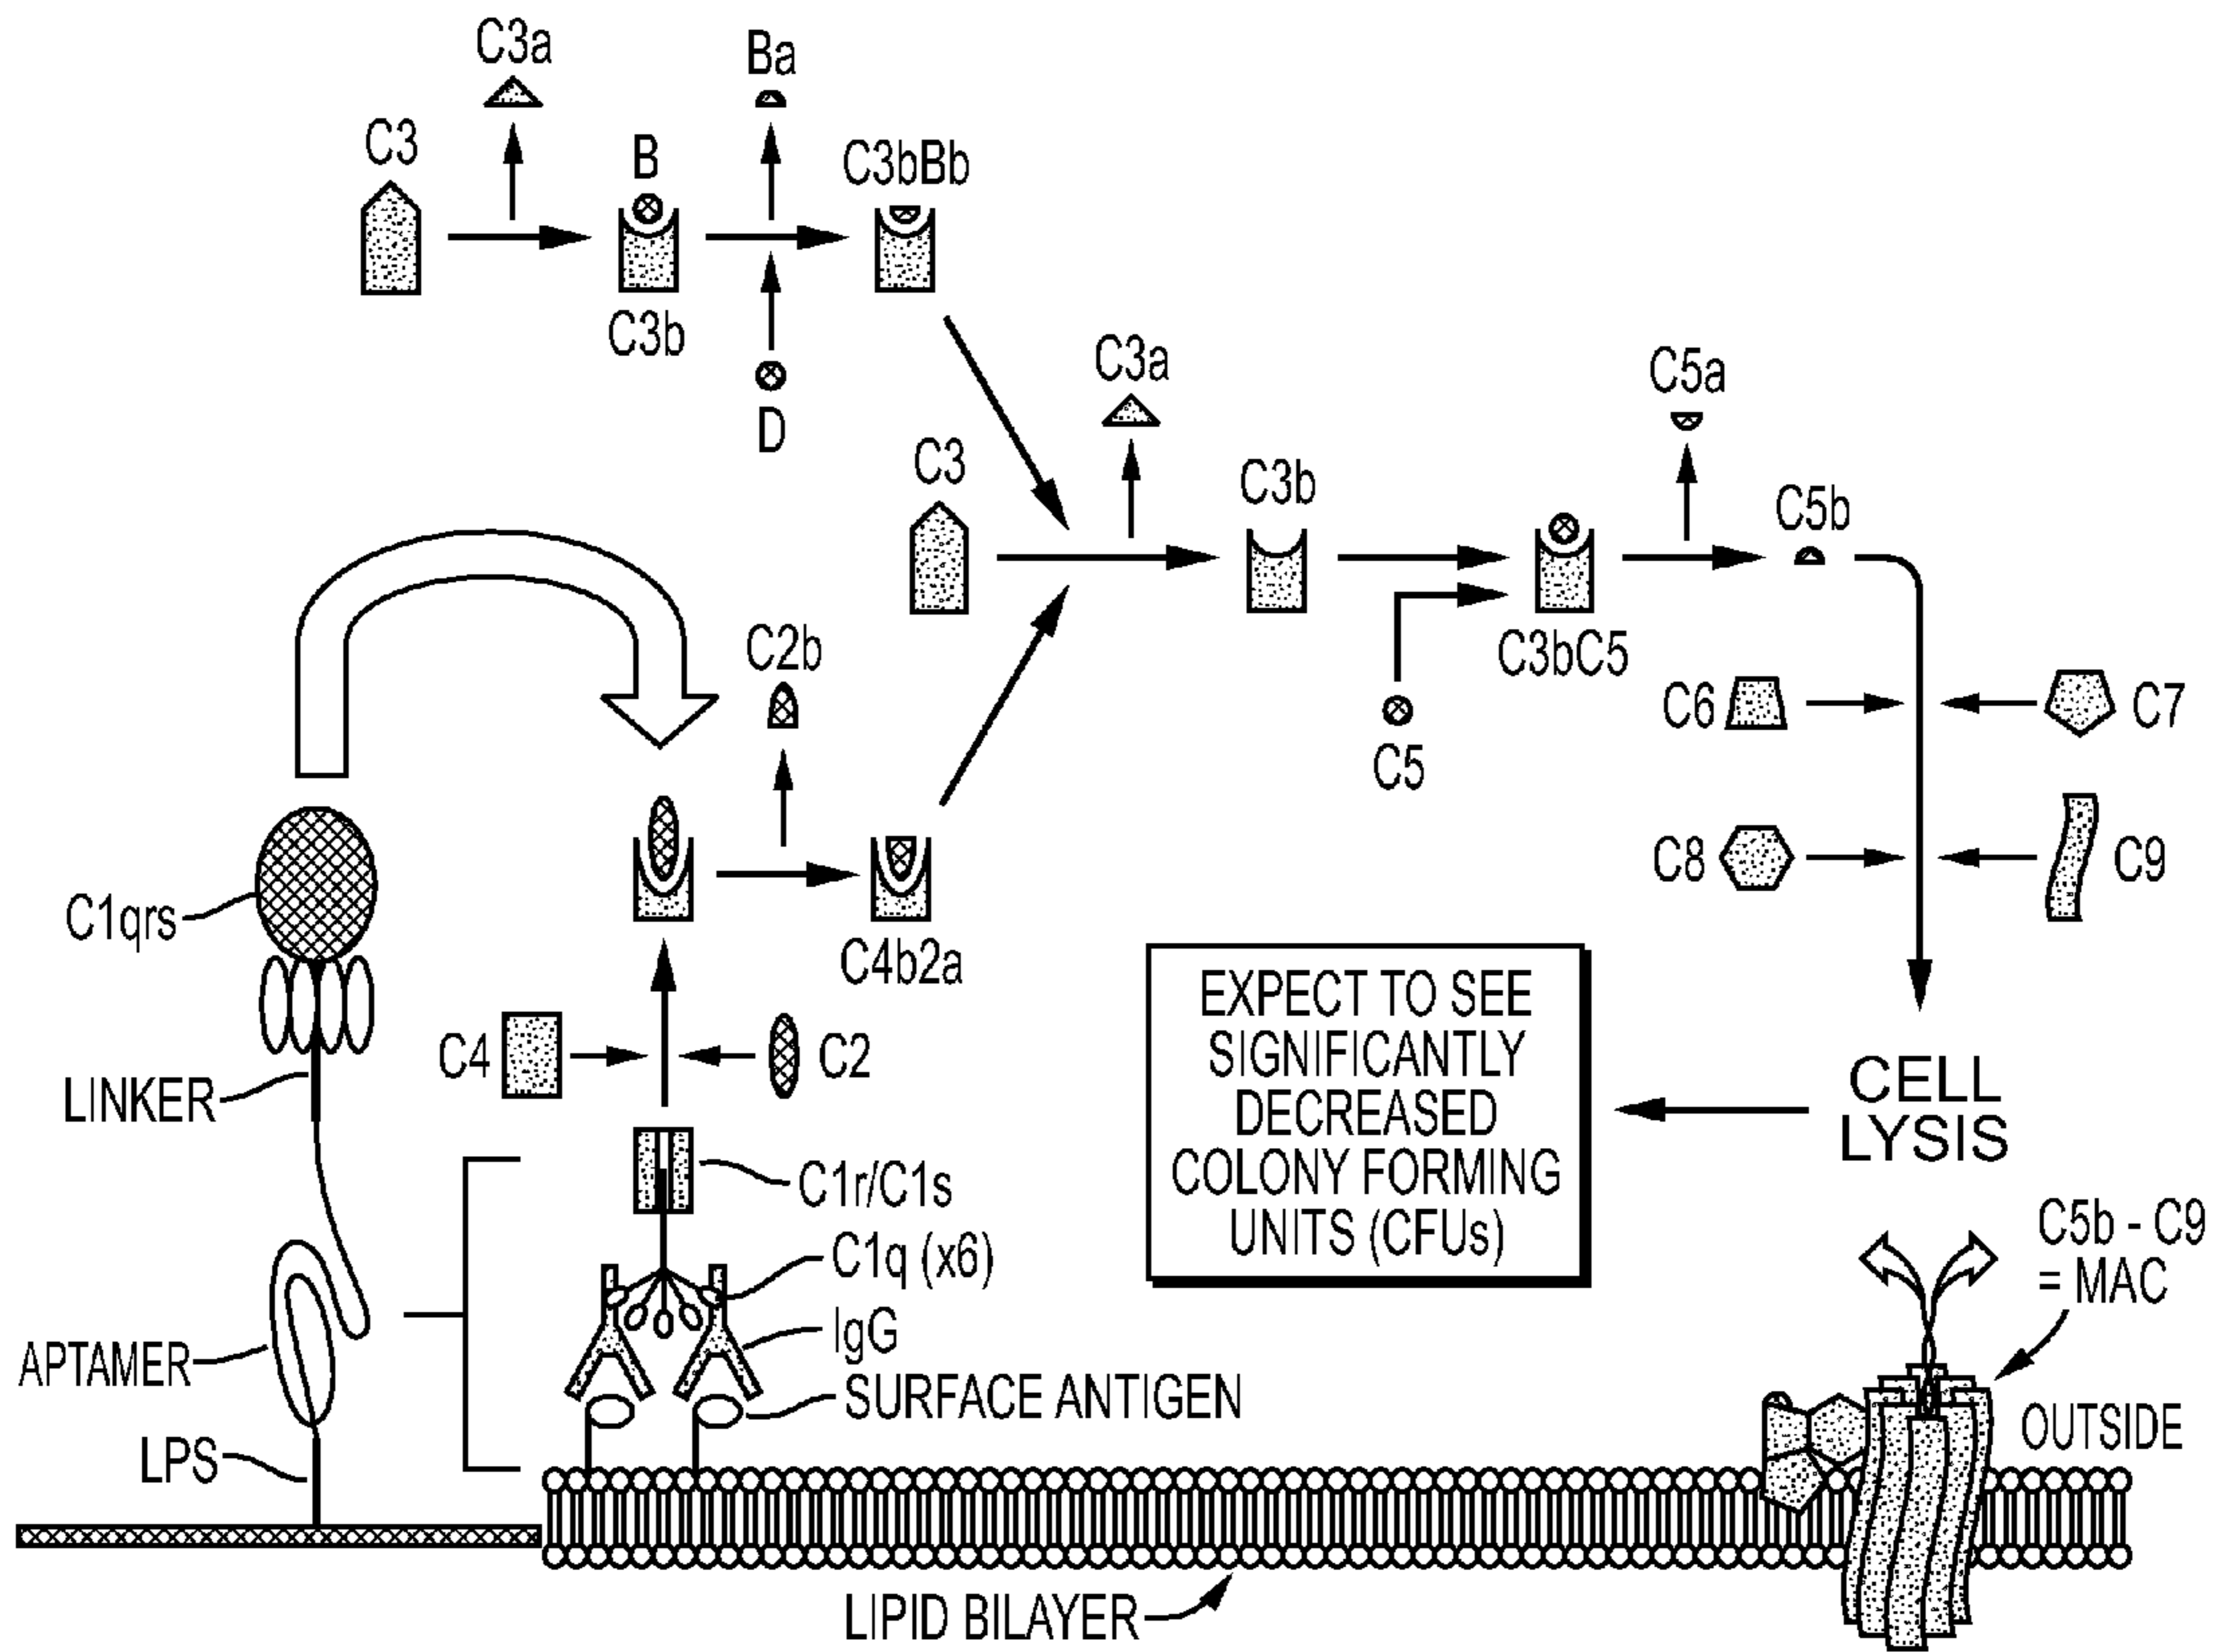 C3a
Ba
C3
B
C3bBb
C3b
D
C3a
C5a
C3
C3b
C5b
C2b
C3bC5
C6
C7
C5
C8
C9
C1qrs
C4b2a
EXPECT TO SEE
SIGNIFICANTLY
DECREASED
COLONY FORMING
UNITS (CFUs)
C4
C2
LINKER
CELL
LYSIS
C1r/C1s
C5b - C9
= MAC
C1q (x6)
IgG
APTAMER
SURFACE ANTIGEN
OUTSIDE
LPS
LIPID BILAYER